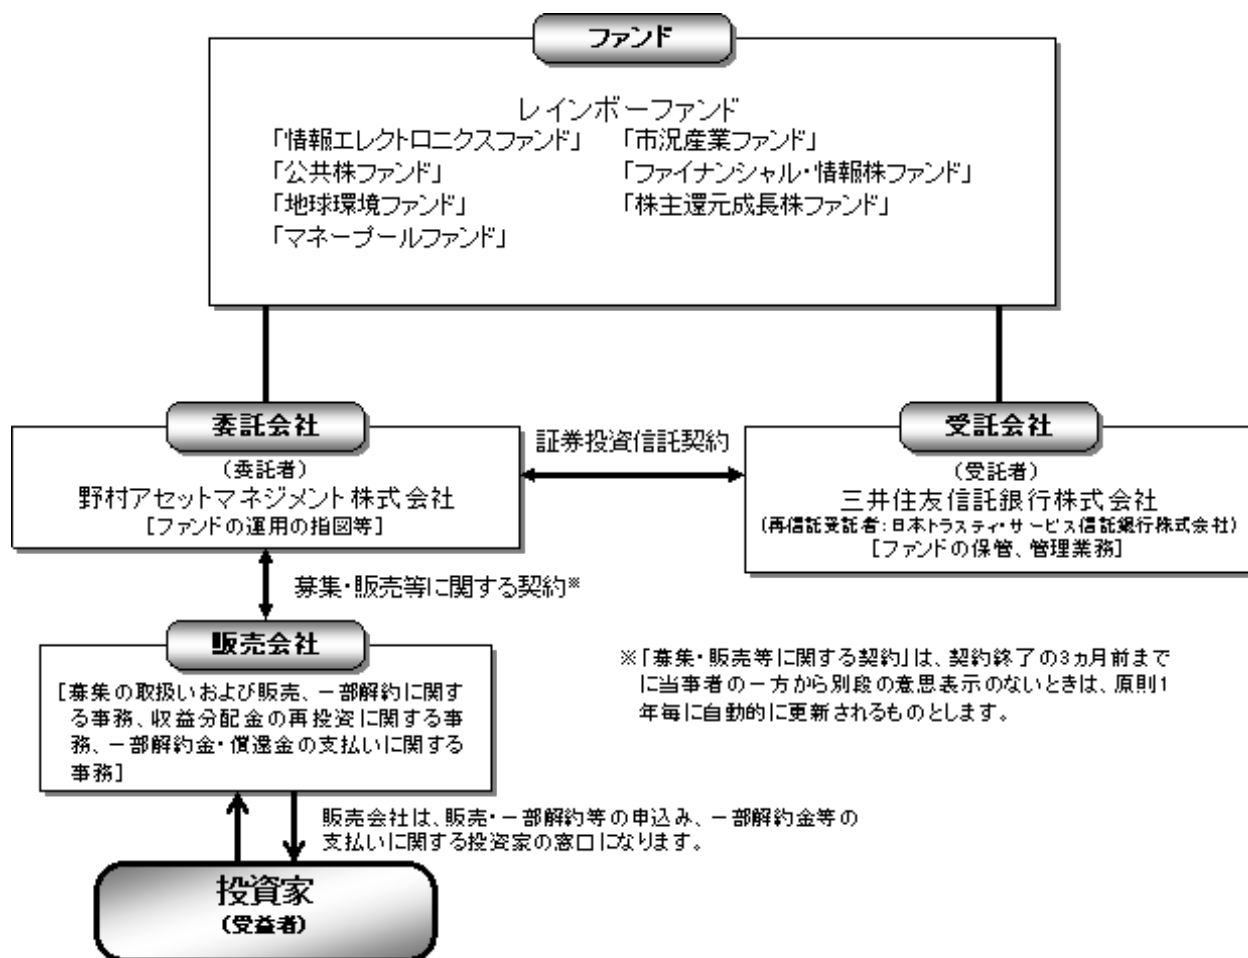 ファンド
レインボーファンド
「情報エレクトロニクスファンド」 「市況産業ファンド」
「公共株ファンド」 「ファイナンシャル・情報株ファンド」
「地球環境ファンド」 「株主還元成長株ファンド」
「マネープールファンド」
委託会社
（委託者）
野村アセットマネジメント株式会社
［ファンドの運用の指図等］
証券投資信託契約
受託会社
（受託者）
三井住友信託銀行株式会社
（再信託受託者：日本トラスティ・サービス信託銀行株式会社）
［ファンドの保管、管理業務］
募集・販売等に関する契約※
販売会社
［募集の取扱いおよび販売、一部解約に関す
る事務、収益分配金の再投資に関する事
務、一部解約金・償還金の支払いに関する
事務］
※「募集・販売等に関する契約」は、契約終了の3ヵ月前まで
に当事者の一方から別段の意思表示のないときは、原則1
年毎に自動的に更新されるものとします。
販売会社は、販売・一部解約等の申込み、一部解約金等の
支払いに関する投資家の窓口になります。
投資家
（受益者）